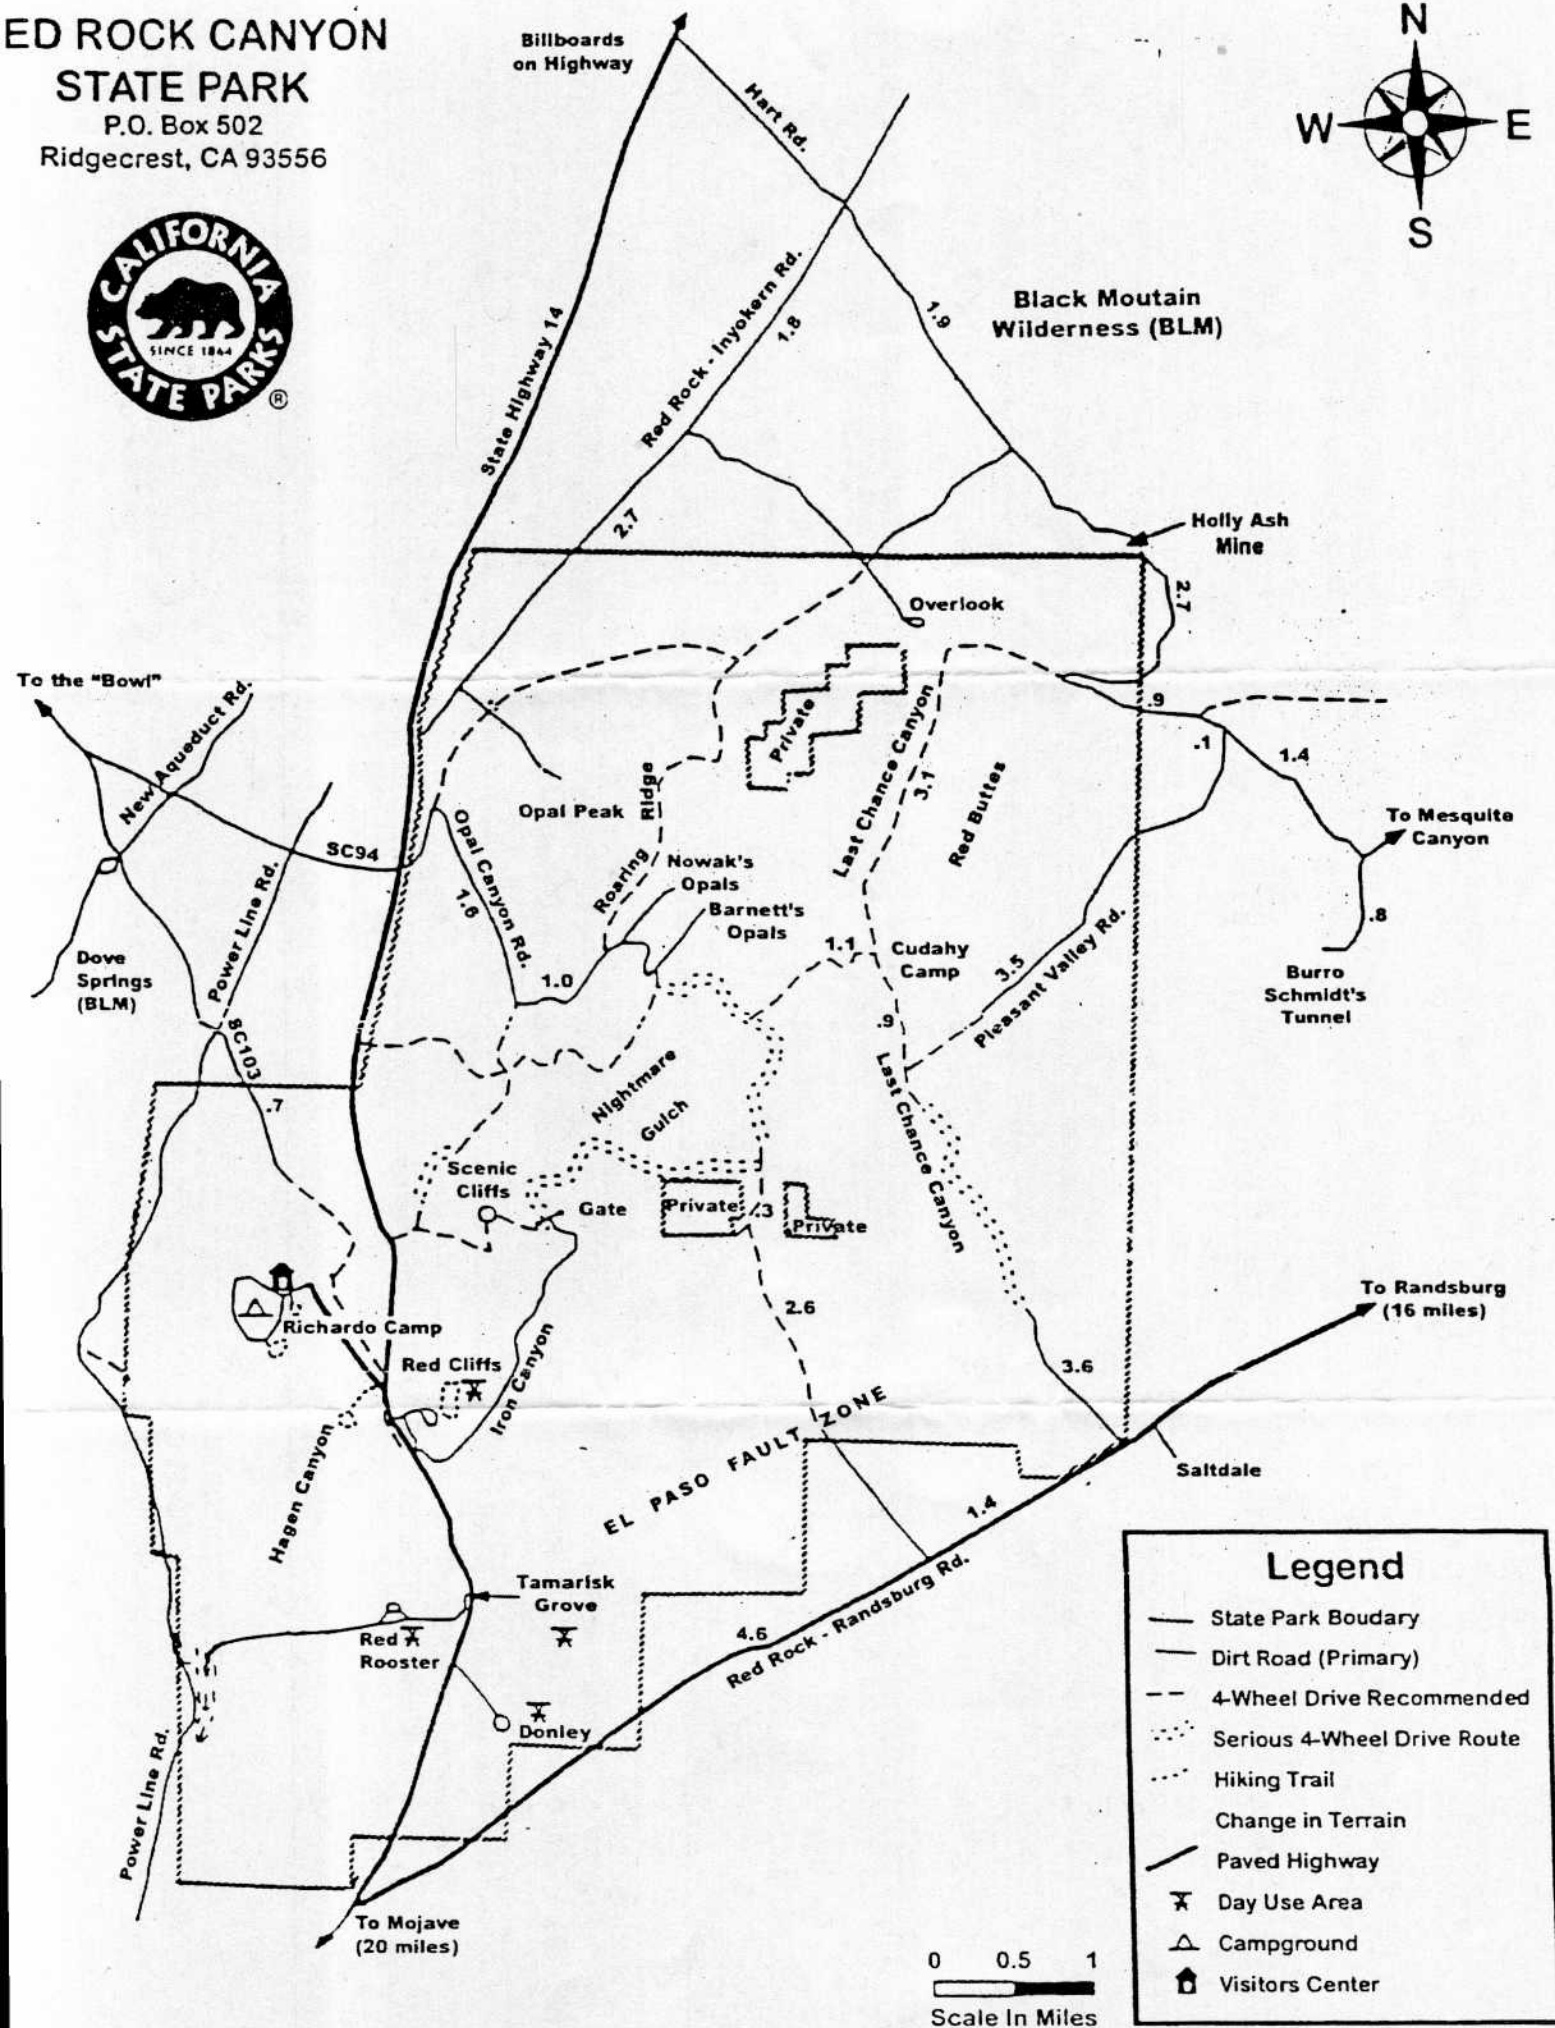 ED ROCK CANYON
STATE PARK
P.O. Box 502
Ridgecrest, CA 93556
CALIFORNIA
STATE PARKS
SINCE 1864
®
Billboards
on Highway
N
W
E
S
Hart Rd.
State Highway 14
Red Rock - Inyokern Rd.
1.8
1.9
Black Moutain
Wilderness (BLM)
2.7
Holly Ash
Mine
2.7
Overlook
To the "Bowl"
New Aqueduct Rd.
.9
.1
1.4
Private
Last Chance Canyon
3.1
Red Buttes
Opal Peak
Roaring Ridge
To Mesquite
Canyon
SC94
Opal Canyon Rd.
1.6
Nowak's
Opals
Barnett's
Opals
Power Line Rd.
.8
Dove
Springs
(BLM)
1.0
1.1
Cudahy
Camp
3.5
Pleasant Valley Rd.
Burro
Schmidt's
Tunnel
.9
SC103
.7
Nightmare
Gulch
Last Chance Canyon
Scenic
Cliffs
Gate
Private
.3
Private
2.6
To Randsburg
(16 miles)
Richardo Camp
Red Cliffs
Iron Canyon
3.6
Hagen Canyon
EL PASO FAULT ZONE
Saltdale
1.4
Tamarisk
Grove
Red
Rooster
4.6
Red Rock - Randsburg Rd.
Donley
Power Line Rd.
To Mojave
(20 miles)
0 0.5 1
Scale In Miles
Legend
State Park Boudary
Dirt Road (Primary)
4-Wheel Drive Recommended
Serious 4-Wheel Drive Route
Hiking Trail
Change in Terrain
Paved Highway
Day Use Area
Campground
Visitors Center